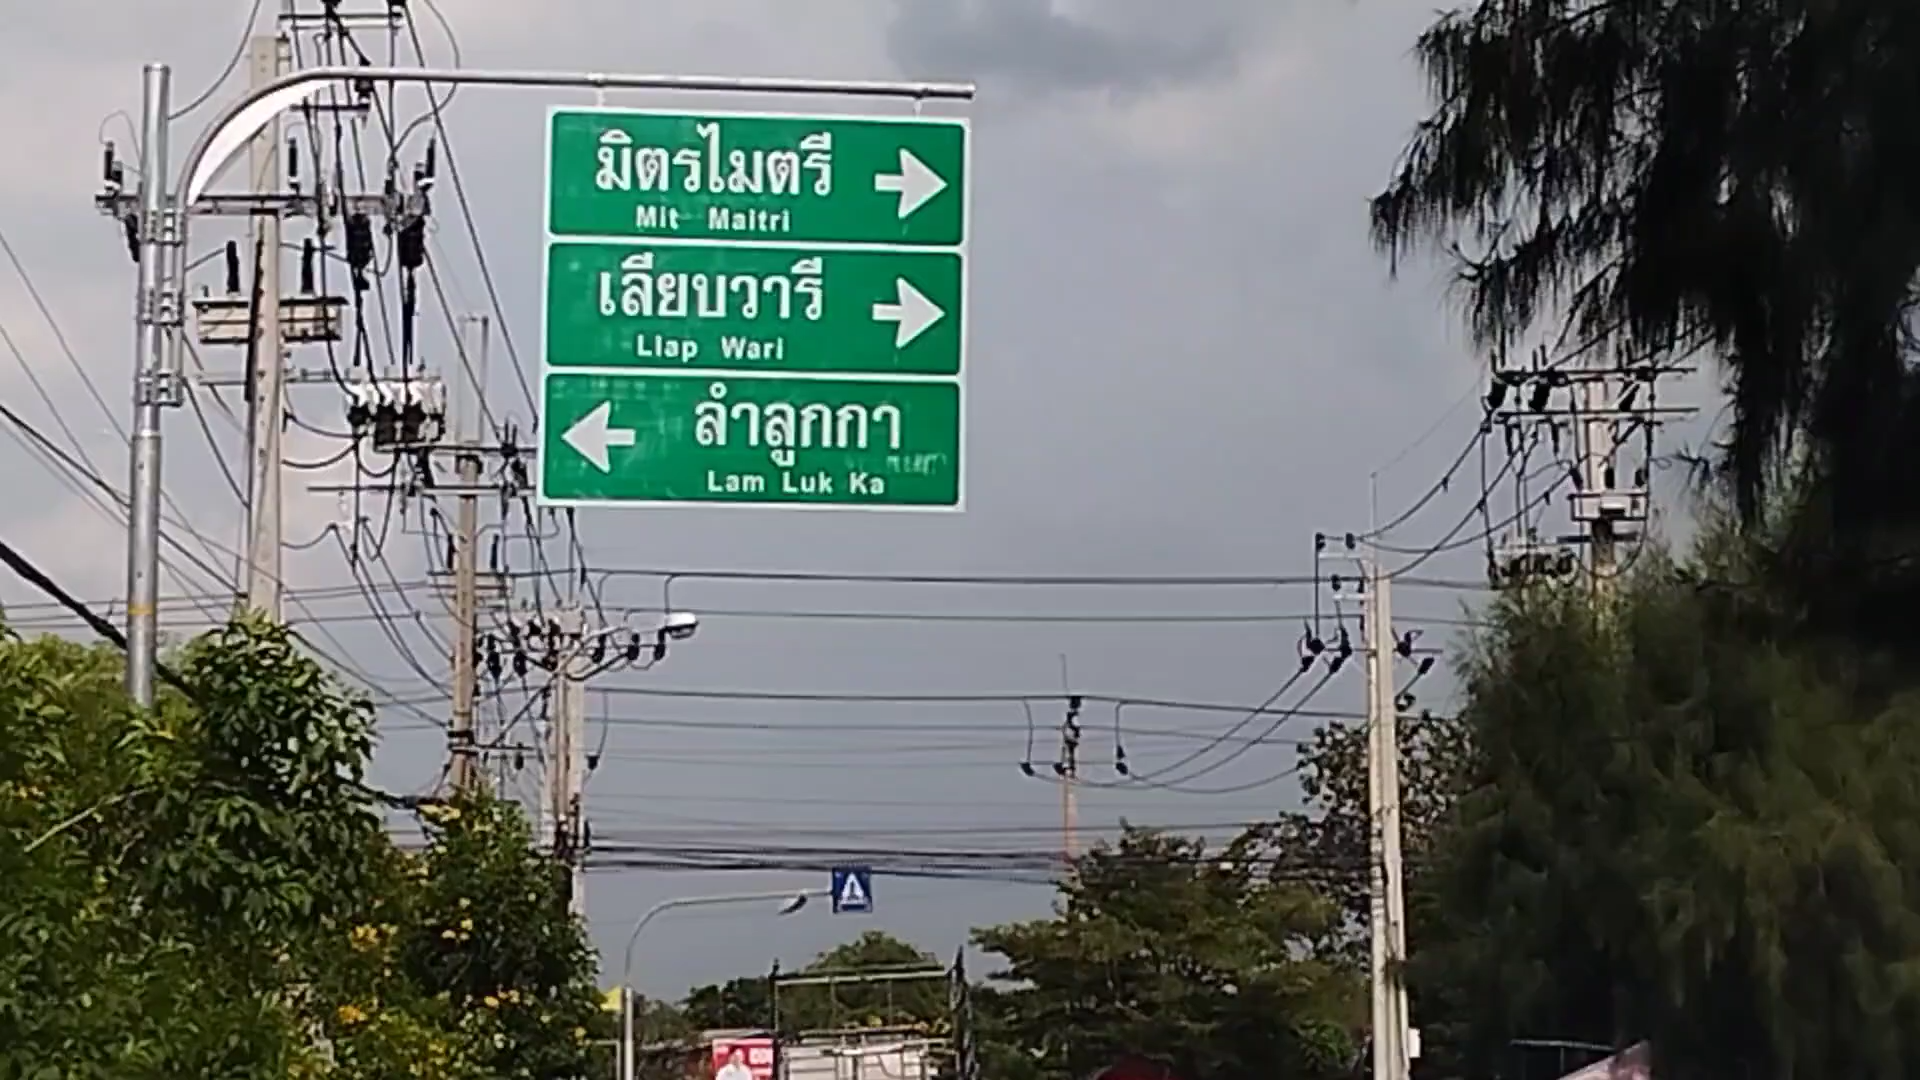 มิตรไมตรี
Mit Maitri
เลียบวารี
Liap Wari
ลำลูกกา
Lam Luk Ka